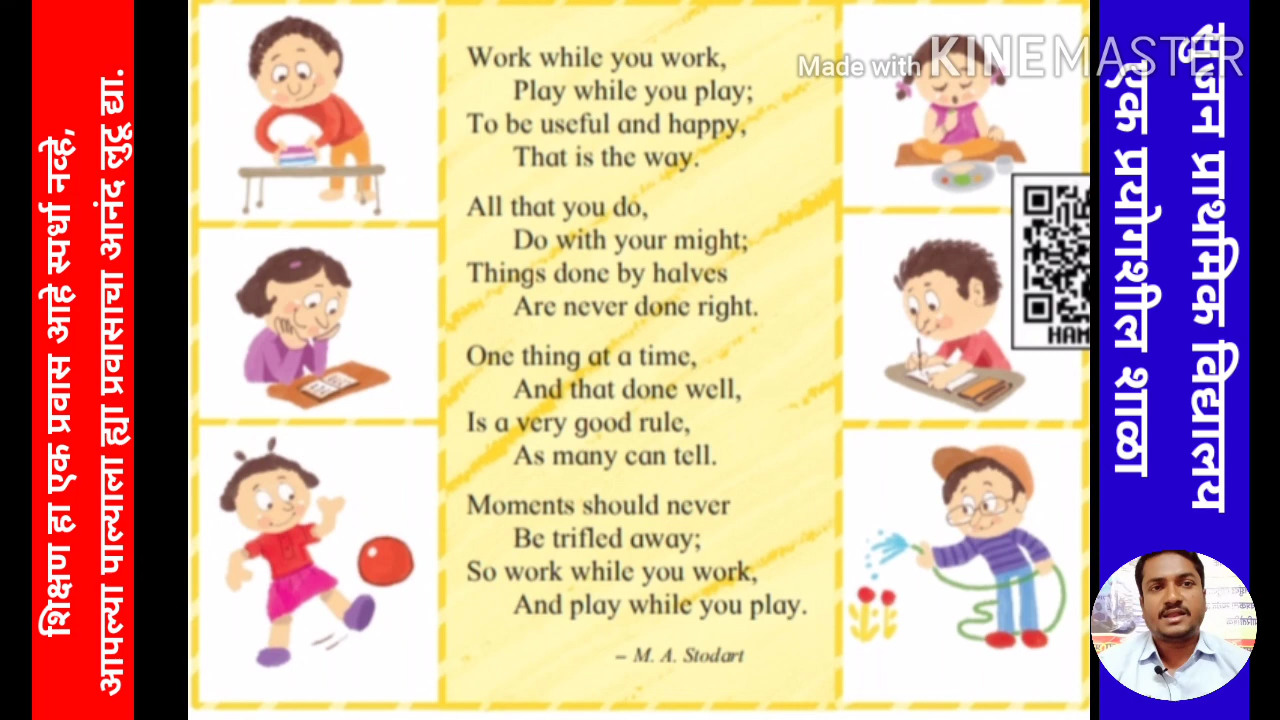 शिक्षण हा एक प्रवास आहे स्पर्धा नव्हे,
आपल्या पाल्याला ह्या प्रवासाचा आनंद लुटू द्या.
Work while you work,
Play while you play;
To be useful and happy,
That is the way.
All that you do,
Do with your might;
Things done by halves
Are never done right.
One thing at a time,
And that done well,
Is a very good rule,
As many can tell.
Moments should never
Be trifled away;
So work while you work,
And play while you play.
– M. A. Stodart
Made with KINEMASTER
HAM
सुजन प्राथमिक विद्यालय
एक प्रयोगशील शाळा